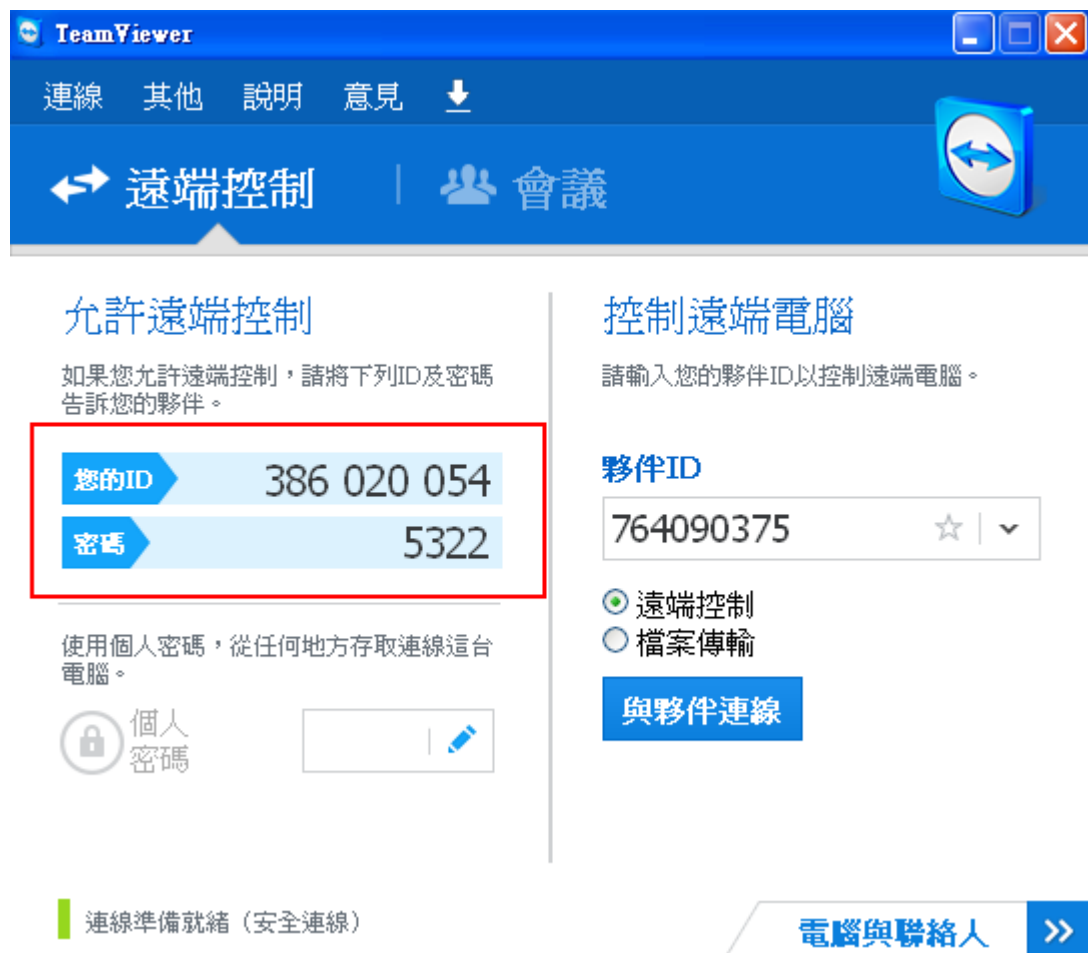 TeamViewer
連線 其他 說明 意見
遠端控制 會議
允許遠端控制
如果您允許遠端控制，請將下列ID及密碼
告訴您的夥伴。
您的ID 386 020 054
密碼 5322
使用個人密碼，從任何地方存取連線這台
電腦。
個人
密碼
控制遠端電腦
請輸入您的夥伴ID以控制遠端電腦。
夥伴ID
764090375
遠端控制
檔案傳輸
與夥伴連線
連線準備就緒（安全連線）
電腦與聯絡人